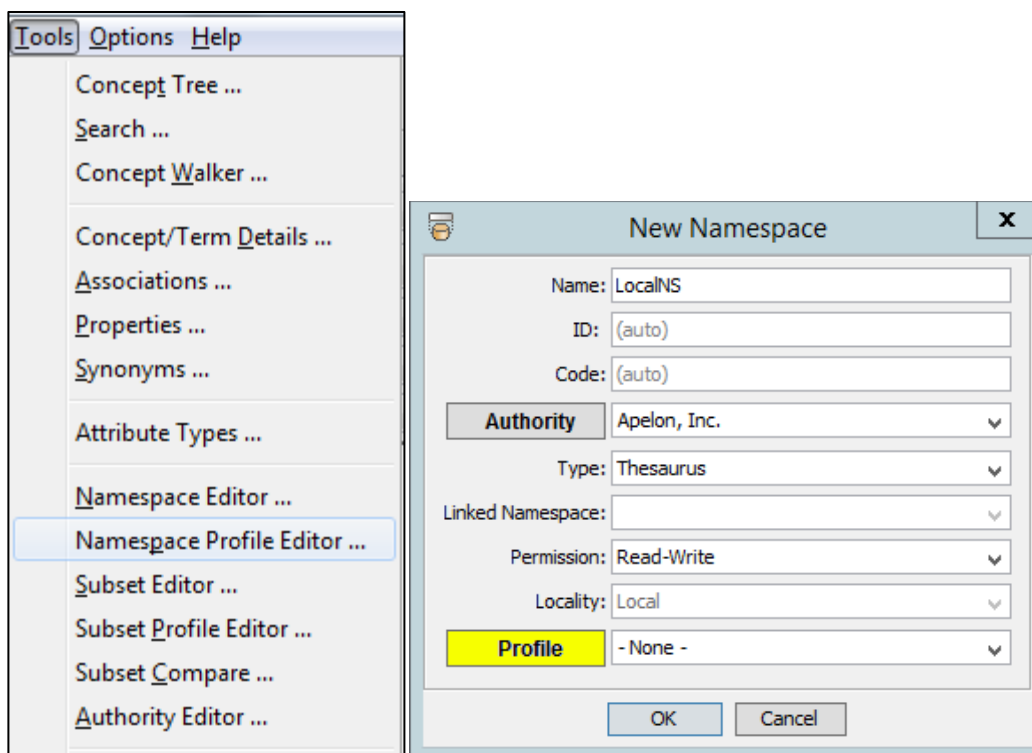 Tools Options Help
Concept Tree ...
Search ...
Concept Walker ...
Concept/Term Details ...
Associations ...
Properties ...
Synonyms ...
Attribute Types ...
Namespace Editor ...
Namespace Profile Editor ...
Subset Editor ...
Subset Profile Editor ...
Subset Compare ...
Authority Editor ...
New Namespace
x
Name: LocalNS
ID: (auto)
Code: (auto)
Authority Apelon, Inc.
Type: Thesaurus
Linked Namespace:
Permission: Read-Write
Locality: Local
Profile - None -
OK Cancel